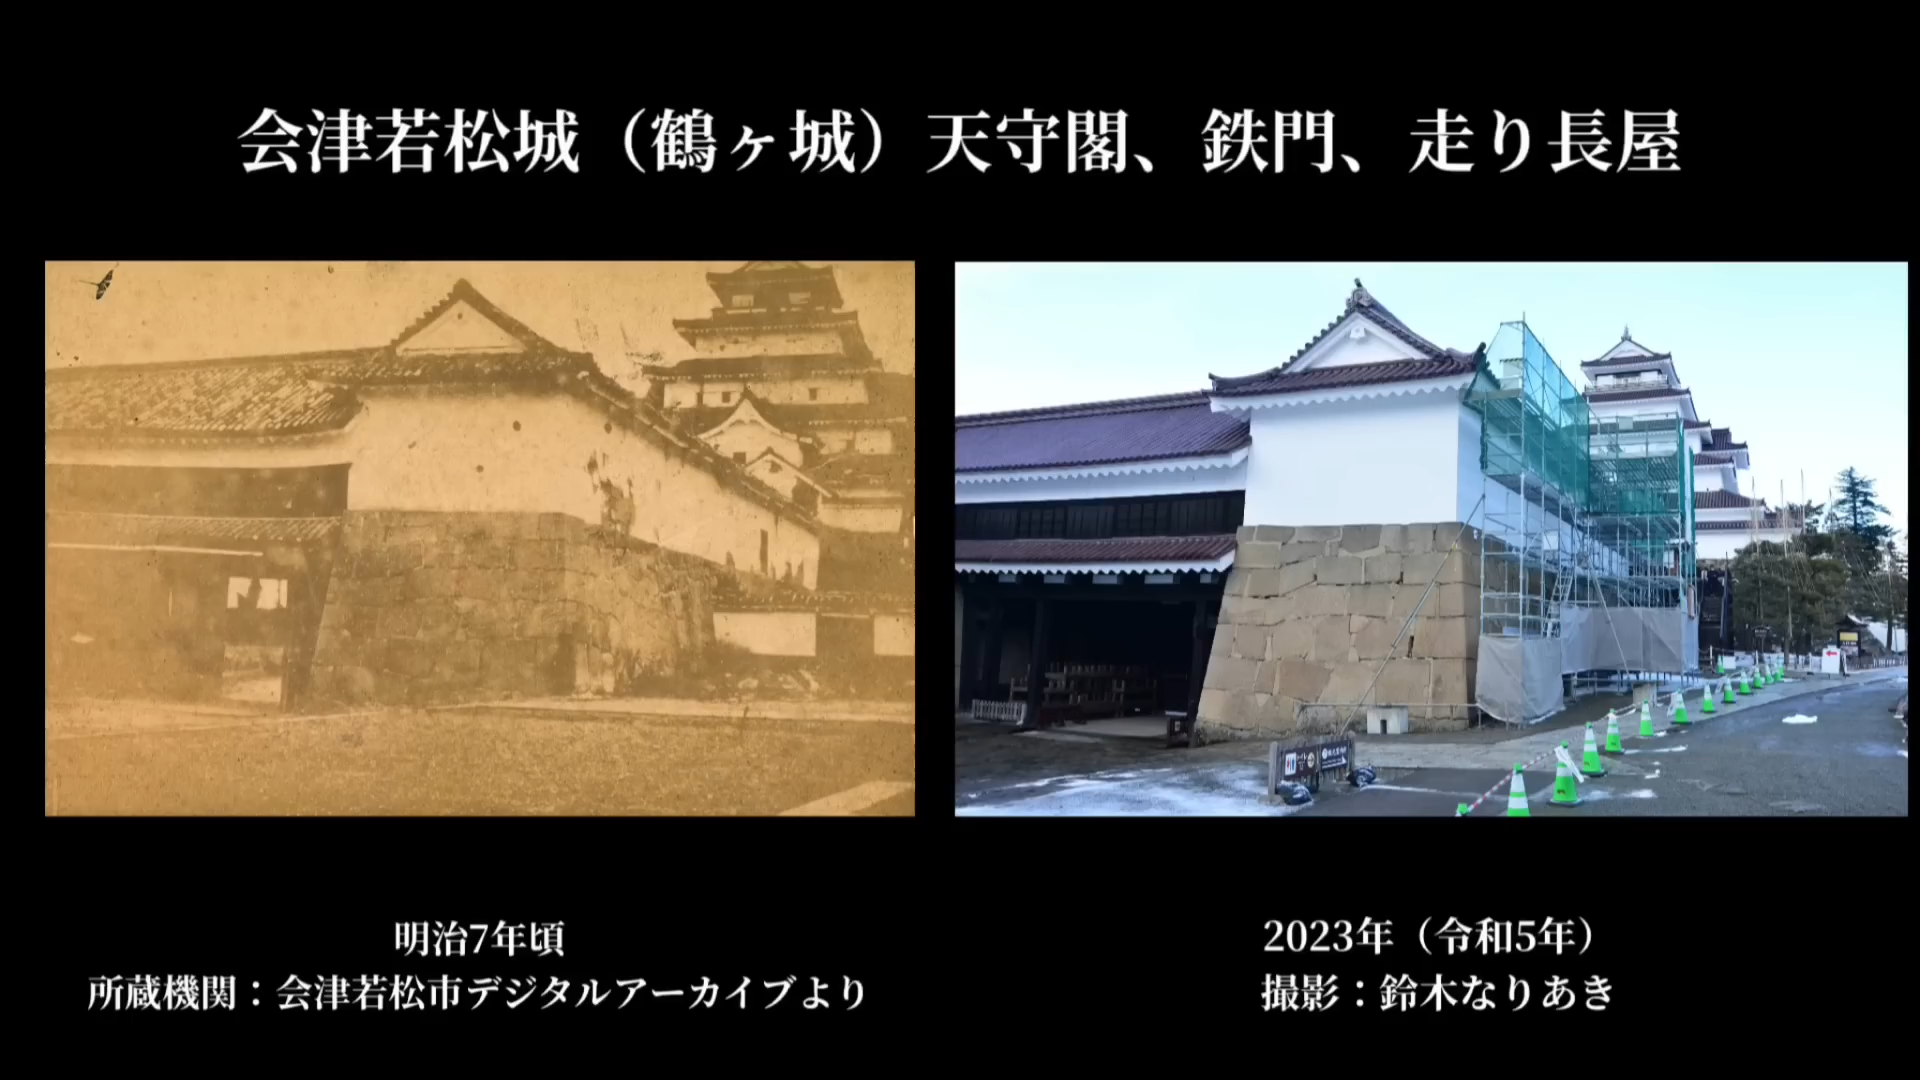 会津若松城（鶴ヶ城）天守閣、鉄門、走り長屋
明治7年頃
所蔵機関：会津若松市デジタルアーカイブより
2023年（令和5年）
撮影：鈴木なりあき